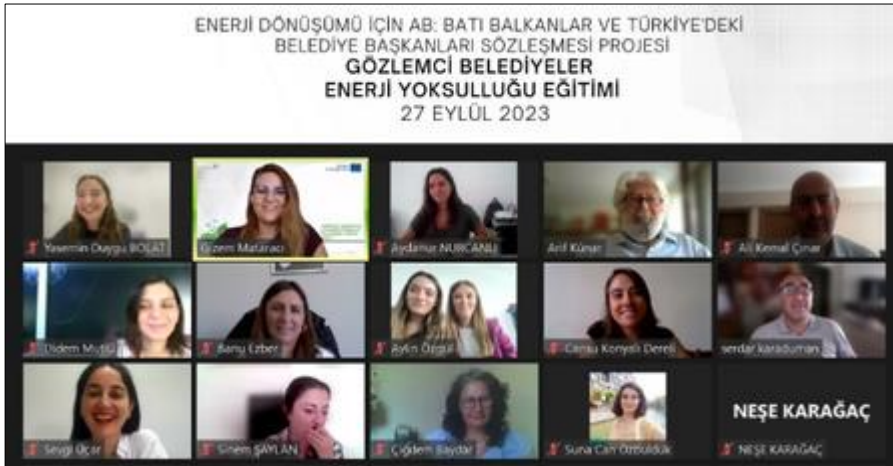 ENERJİ DÖNÜŞÜMÜ İÇİN AB: BATI BALKANLAR VE TÜRKİYE'DEKİ
BELEDİYE BAŞKANLARI SÖZLEŞMESİ PROJESİ
GÖZLEMCİ BELEDİYELER
ENERJİ YOKSULLUĞU EĞİTİMİ
27 EYLÜL 2023
Yasemin Duygu BOLAT
Gizem Mataracı
Aydanur NURCANLI
Arif Künar
Ali Kemal Çınar
Didem Mutlu
Banu Ezber
Aylin Özgül
Cansu Konyalı Dereli
serdar karaduman
Sevgi Uçar
Sinem ŞAYLAN
Çiğdem Baydar
Suna Can Özbuldük
NEŞE KARAĞAÇ
NEŞE KARAĞAÇ